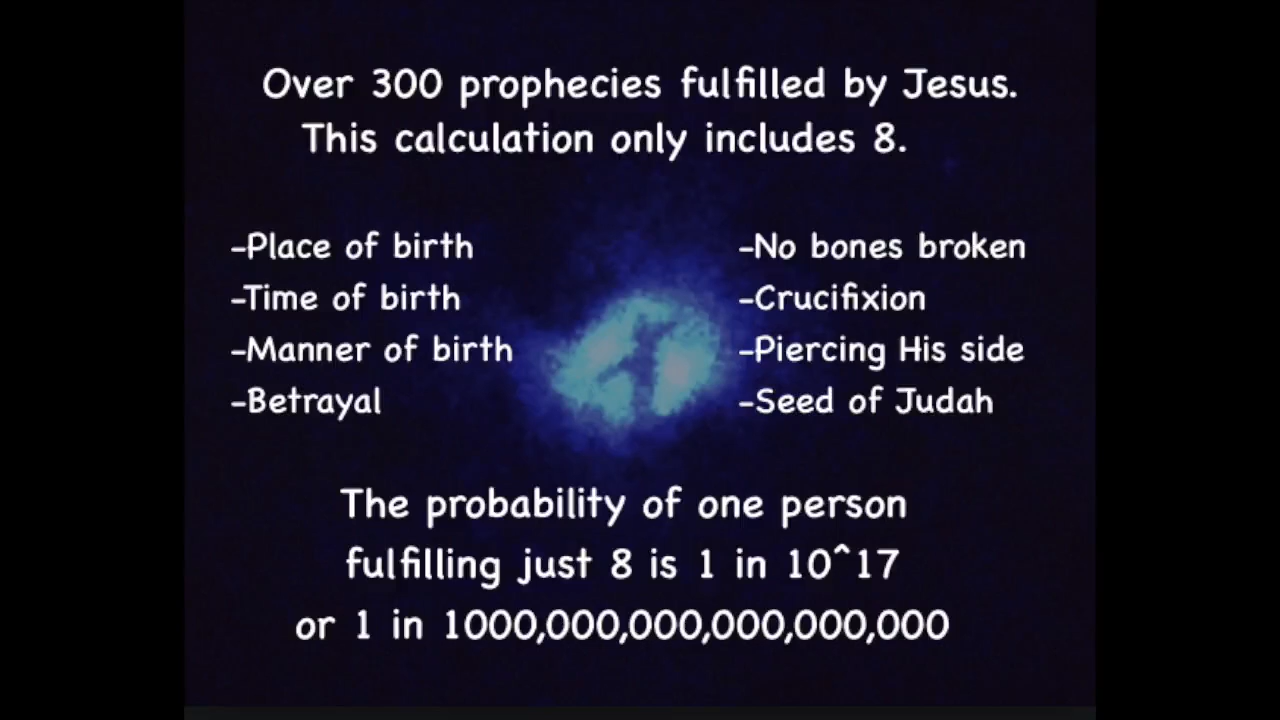 Over 300 prophecies fulfilled by Jesus.
This calculation only includes 8.
-Place of birth
-Time of birth
-Manner of birth
-Betrayal
-No bones broken
-Crucifixion
-Piercing His side
-Seed of Judah
The probability of one person
fulfilling just 8 is 1 in 10^17
or 1 in 1000,000,000,000,000,000